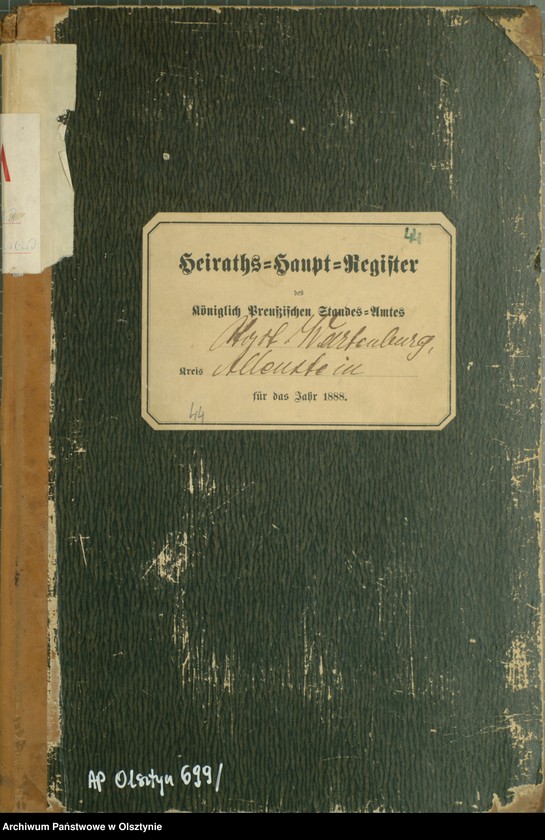 44
Heiraths=Haupt=Register
des
Königlich Preußischen Standes=Amtes
Wartenburg,
Kreis Allenstein
für das Jahr 1888.
44
AP Olsztyn 699/
Archiwum Państwowe w Olsztynie